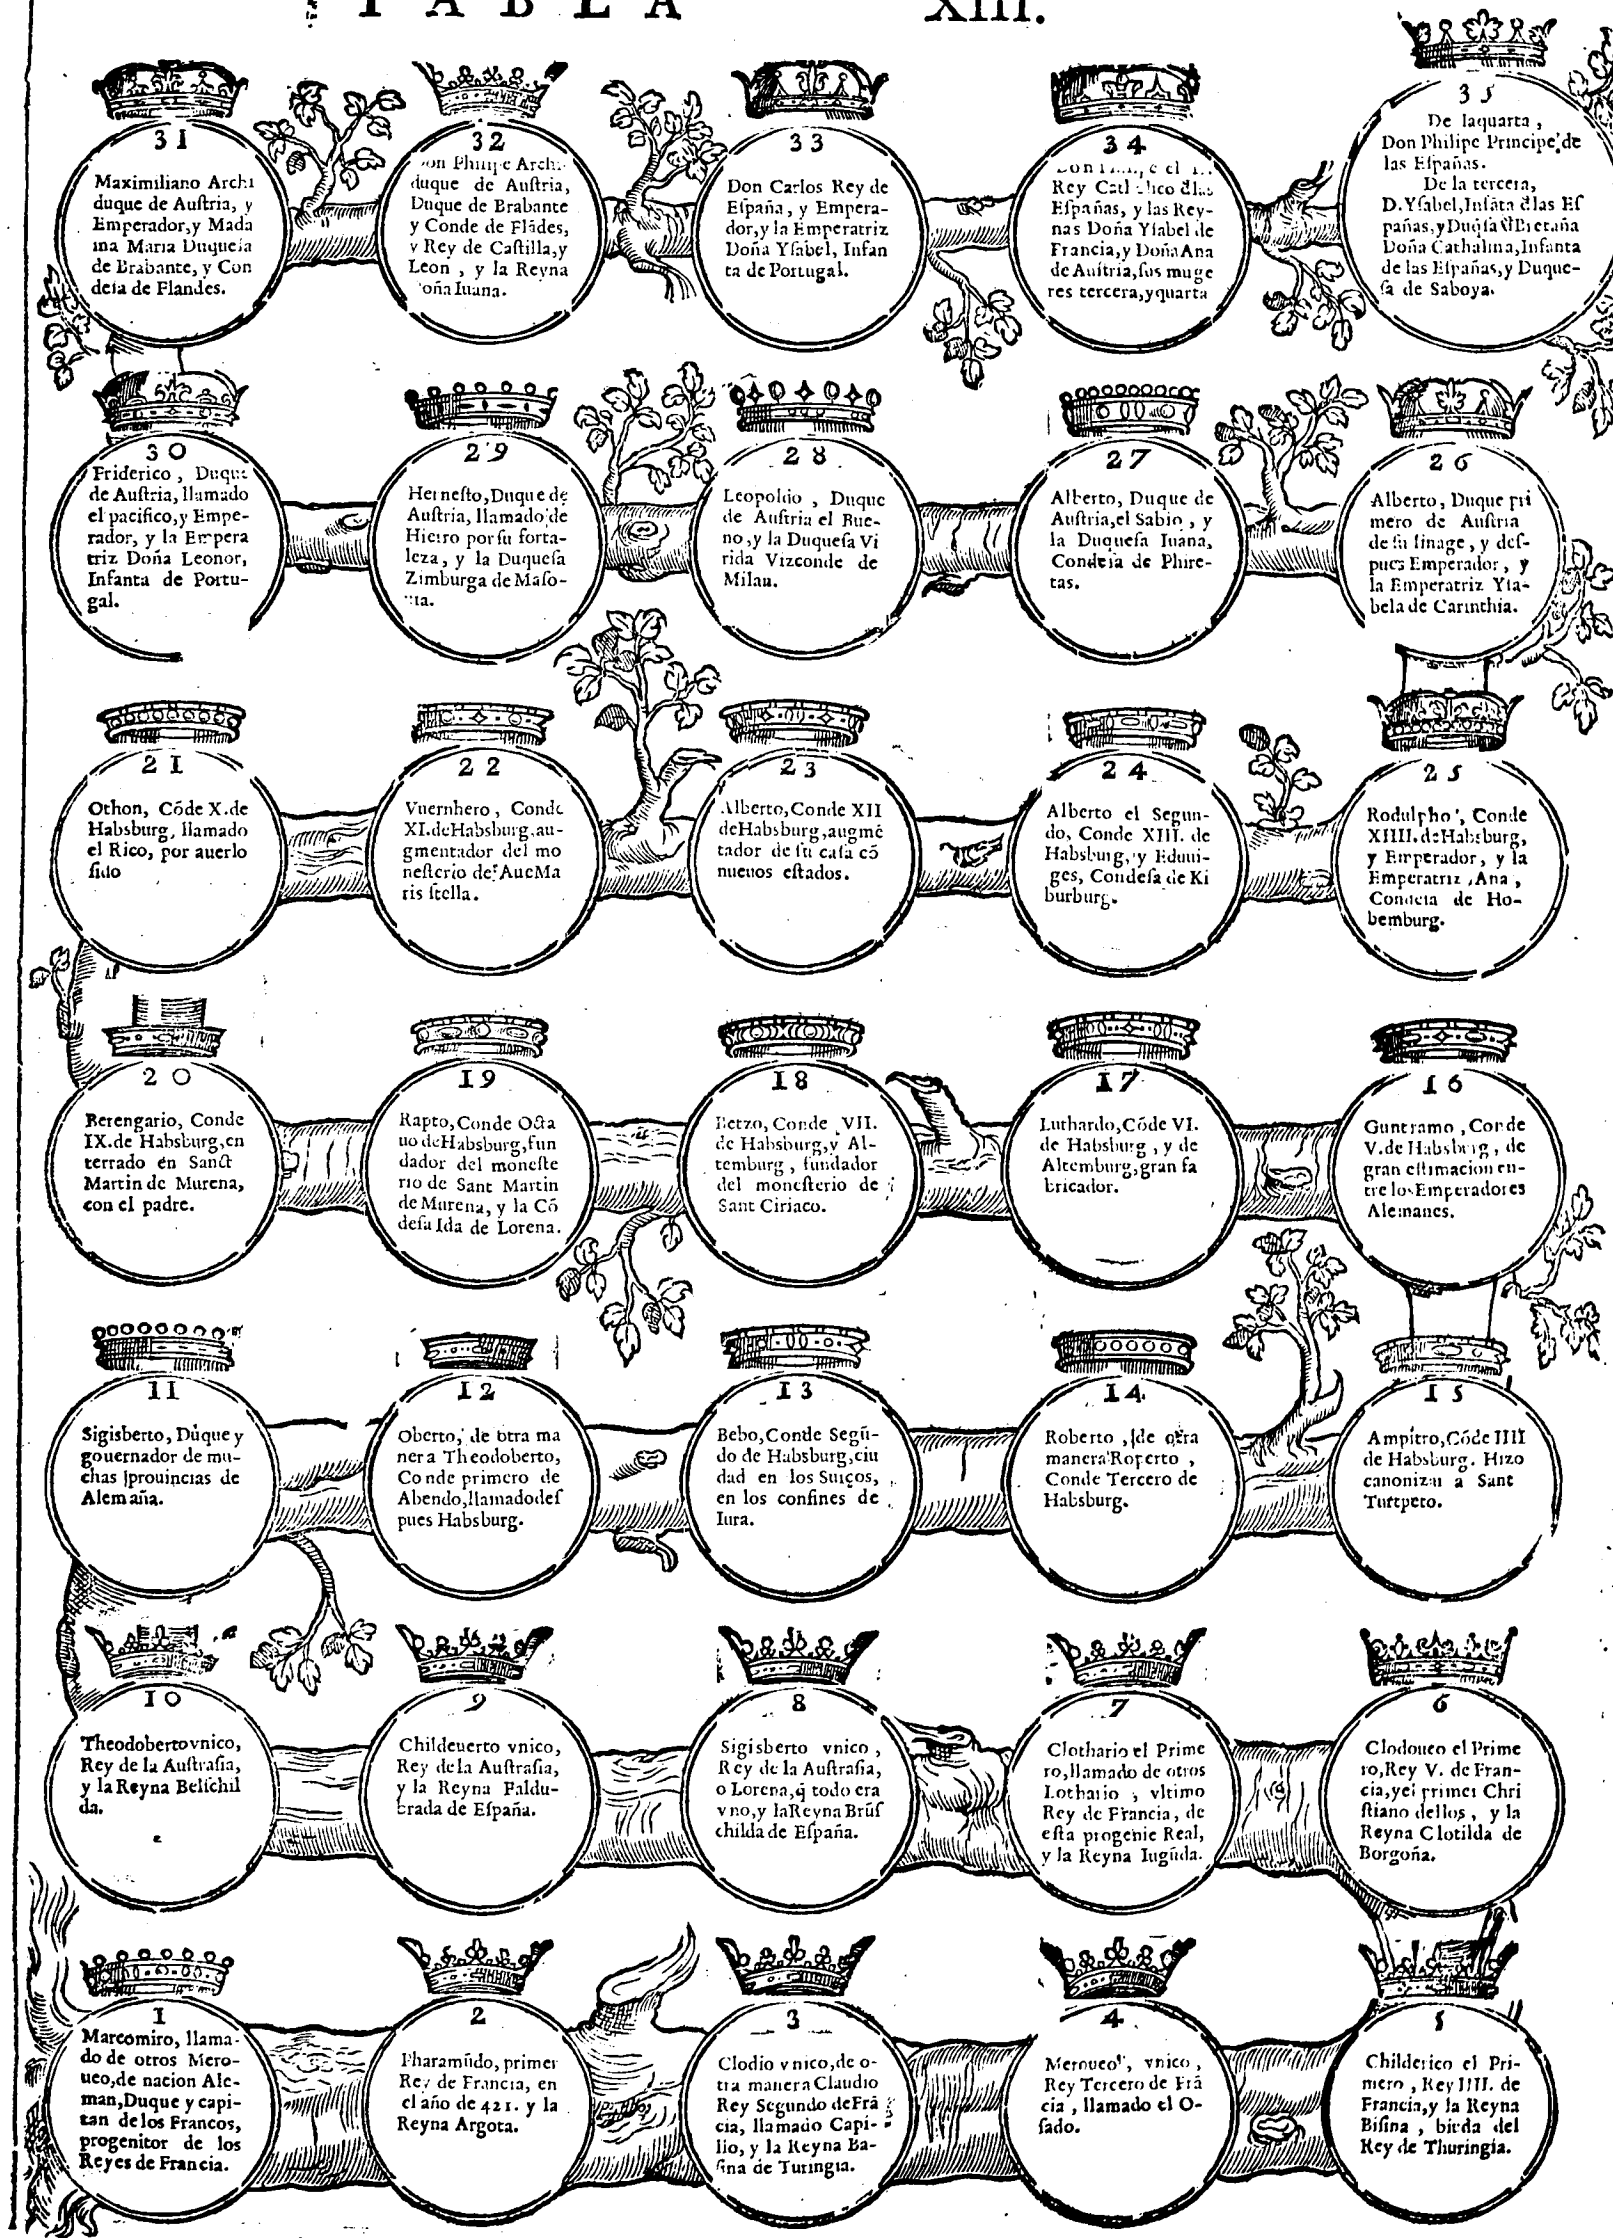 TABLA XIII.
31
Maximiliano Archi
duque de Auſtria, y
Emperador, y Mada
ma Maria Duqueſa
de Brabante, y Con
deſa de Flandes.
32
Don Philipe Archi-
duque de Auſtria,
Duque de Brabante
y Conde de Flãdes,
y Rey de Caſtilla, y
Leon, y la Reyna
Doña Iuana.
33
Don Carlos Rey de
Eſpaña, y Empera-
dor, y la Emperatriz
Doña Yſabel, Infan
ta de Portugal.
34
Rey Catholico dlas
Eſpañas, y las Rey-
nas Doña Yſabel de
Francia, y Doña Ana
de Auſtria, ſus muge
res tercera, y quarta
35
De laquarta,
Don Philipe Principe de
las Eſpañas.
De la tercera,
D. Yſabel, Infãta dlas Eſ
pañas, y Duq̃ſa d Bretaña
Doña Cathalina, Infanta
de las Eſpañas, y Duque-
ſa de Saboya.
30
Friderico, Duque
de Auſtria, llamado
el pacifico, y Empe-
rador, y la Empera
triz Doña Leonor,
Infanta de Portu-
gal.
29
Herneſto, Duque de
Auſtria, llamado de
Hierro por ſu forta-
leza, y la Duqueſa
Zimburga de Maſo-
uia.
28
Leopoldo, Duque
de Auſtria el Bue-
no, y la Duqueſa Vi
rida Vizconde de
Milan.
27
Alberto, Duque de
Auſtria, el Sabio, y
la Duqueſa Iuana,
Condeſa de Phire-
tas.
26
Alberto, Duque pri
mero de Auſtria
de ſu linage, y deſ-
pues Emperador, y
la Emperatriz Yſa-
bela de Carinthia.
21
Othon, Cõde X. de
Habsburg, llamado
el Rico, por auerlo
ſido
22
Vuernhero, Conde
XI. de Habsburg, au-
gmentador del mo
neſterio de Aue Ma
ris ſtella.
23
Alberto, Conde XII
de Habsburg, augmẽ
tador de ſu caſa cõ
nueuos eſtados.
24
Alberto el Segun-
do, Conde XIII. de
Habsburg, y Eduui-
ges, Condeſa de Ki
burburg.
25
Rodulpho, Conde
XIIII. de Habsburg,
y Emperador, y la
Emperatriz, Ana,
Condeſa de Ho-
bemburg.
20
Berengario, Conde
IX. de Habsburg, en
terrado en Sanct
Martin de Murena,
con el padre.
19
Rapto, Conde Octa
uo de Habsburg, fun
dador del moneſte
rio de Sant Martin
de Murena, y la Cõ
deſa Ida de Lorena.
18
Betzo, Conde VII.
de Habsburg, y Al-
temburg, fundador
del moneſterio de
Sant Ciriaco.
17
Luthardo, Cõde VI.
de Habsburg, y de
Altemburg, gran fa
bricador.
16
Guntramo, Conde
V. de Habsburg, de
gran eſtimacion en-
tre los Emperadores
Alemanes.
11
Sigisberto, Duque y
gouernador de mu-
chas prouincias de
Alemaña.
12
Oberto, de otra ma
nera Theodoberto,
Conde primero de
Abendo, llamado deſ
pues Habsburg.
13
Bebo, Conde Segũ-
do de Habsburg, ciu
dad en los Suiços,
en los confines de
Iura.
14
Roberto, de otra
manera Roperto,
Conde Tercero de
Habsburg.
15
Ampitro, Cõde IIII
de Habsburg. Hizo
canonizar a Sant
Turtpeto.
10
Theodoberto vnico,
Rey de la Auſtraſia,
y la Reyna Beliſchil
da.
9
Childeuerto vnico,
Rey de la Auſtraſia,
y la Reyna Faldu-
brada de Eſpaña.
8
Sigisberto vnico,
Rey de la Auſtraſia,
o Lorena, q̃ todo era
vno, y la Reyna Brũſ
childa de Eſpaña.
7
Clothario el Prime
ro, llamado de otros
Lothario, vltimo
Rey de Francia, de
eſta progenie Real,
y la Reyna Iugũda.
6
Clodoueo el Prime
ro, Rey V. de Fran-
cia, y el primer Chri
ſtiano dellos, y la
Reyna Clotilda de
Borgoña.
1
Marcomiro, llama-
do de otros Mero-
ueo, de nacion Ale-
man, Duque y capi-
tan de los Francos,
progenitor de los
Reyes de Francia.
2
Pharamũdo, primer
Rey de Francia, en
el año de 421. y la
Reyna Argota.
3
Clodio vnico, de o-
tra manera Claudio
Rey Segundo de Frã
cia, llamado Capi-
lio, y la Reyna Ba-
ſina de Turingia.
4
Meroueo, vnico,
Rey Tercero de Frã
cia, llamado el O-
ſado.
5
Childerico el Pri-
mero, Rey IIII. de
Francia, y la Reyna
Biſina, biuda del
Rey de Thuringia.